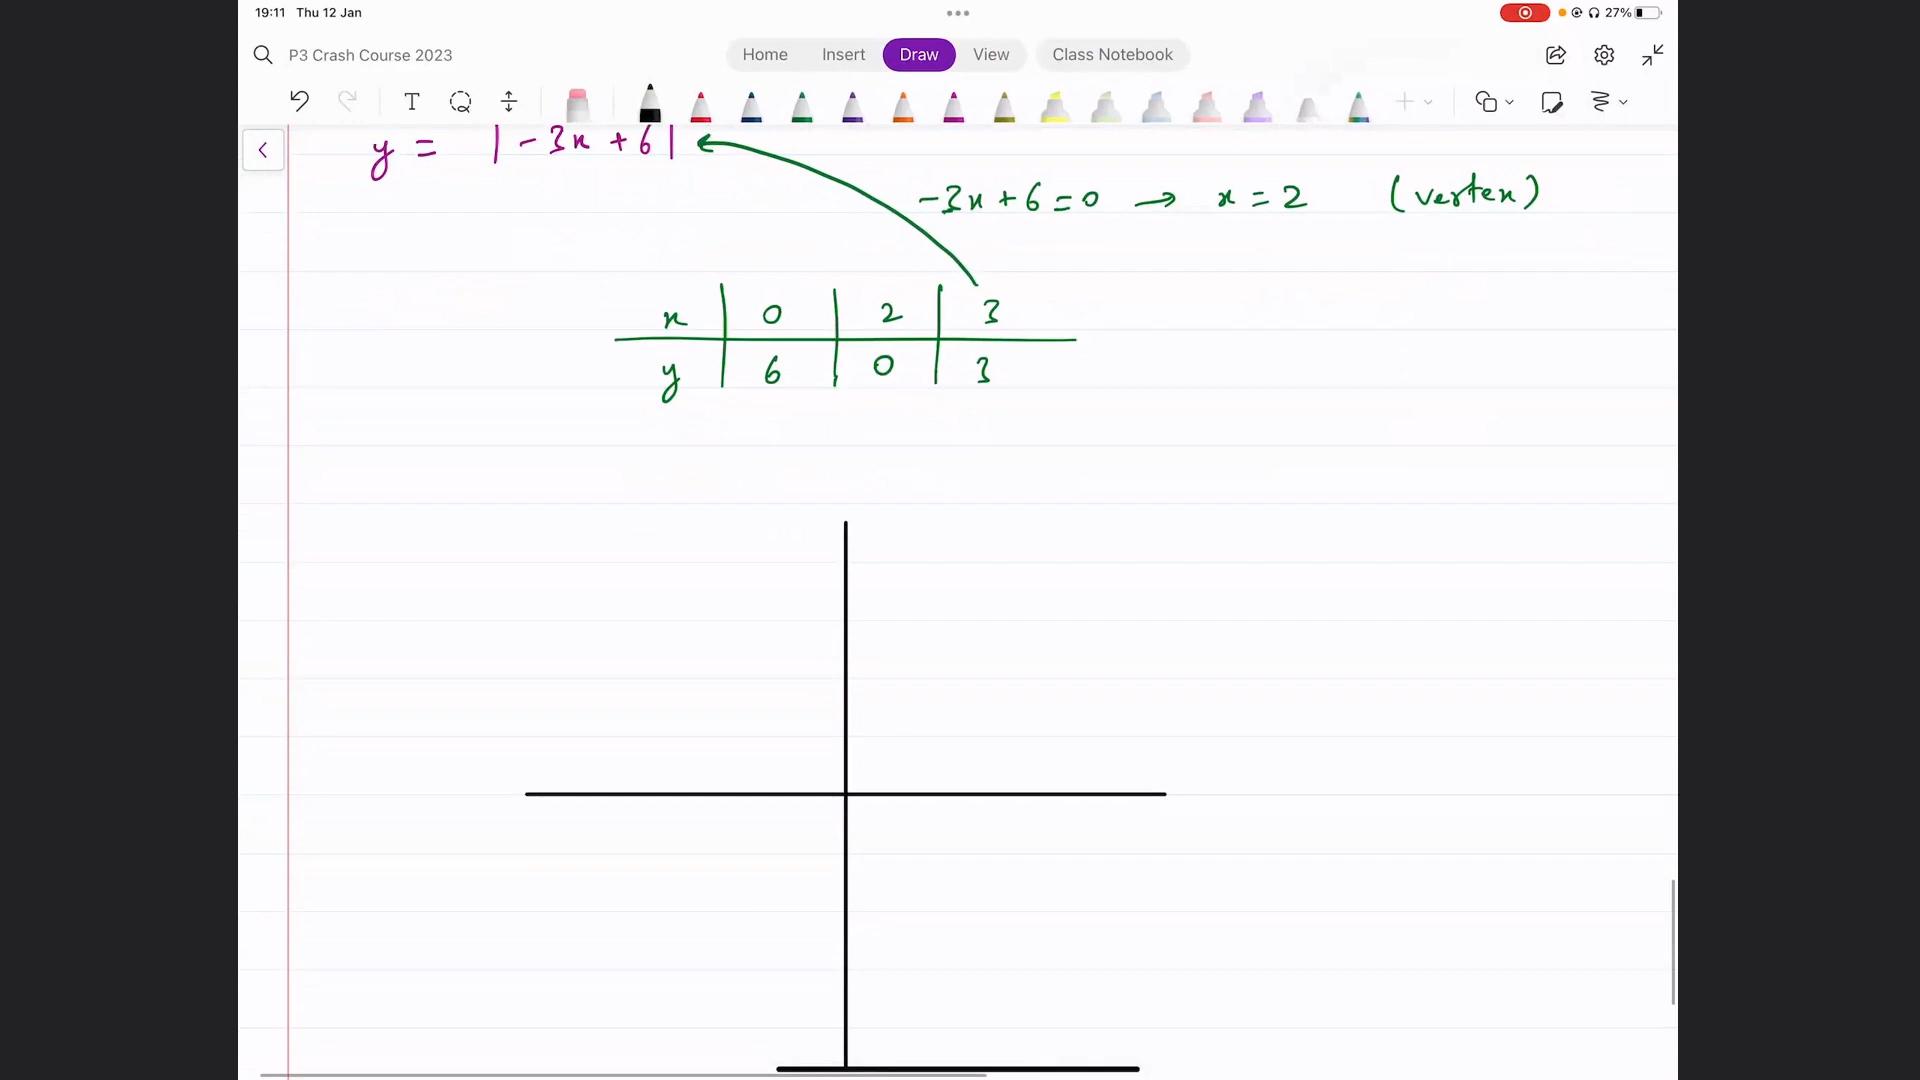 19:11 Thu 12 Jan
27%
P3 Crash Course 2023
Home Insert Draw View Class Notebook
T
y = |-3x+6|
-3x+6=0 → x=2 (vertex)
x 0 2 3
y 6 0 3